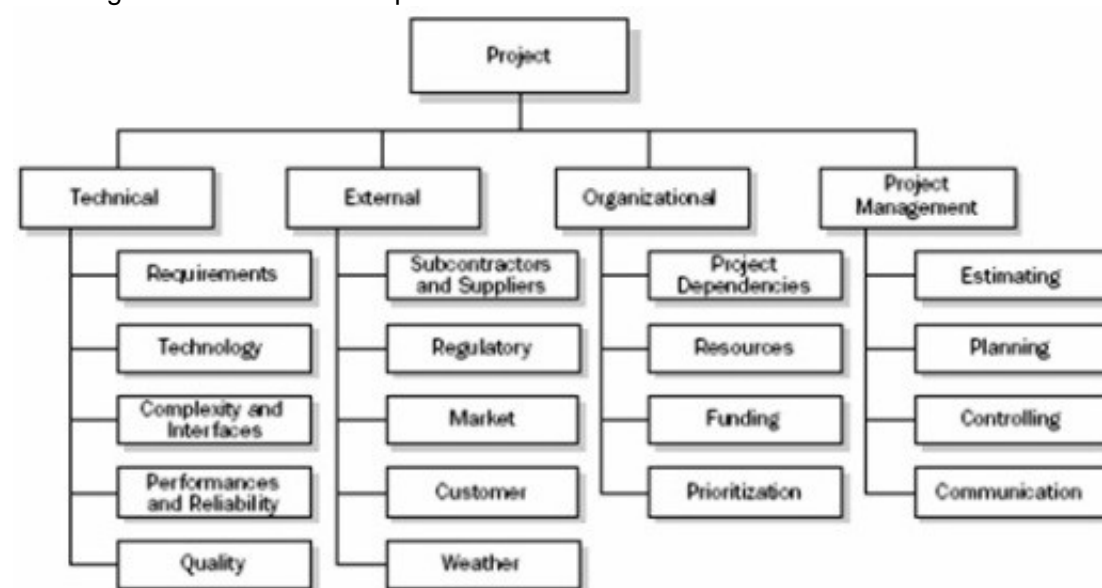 Project
Technical
External
Organizational
Project
Management
Requirements
Subcontractors
and Suppliers
Project
Dependencies
Estimating
Technology
Regulatory
Resources
Planning
Complexity and
Interfaces
Market
Funding
Controlling
Performances
and Reliability
Customer
Prioritization
Communication
Quality
Weather